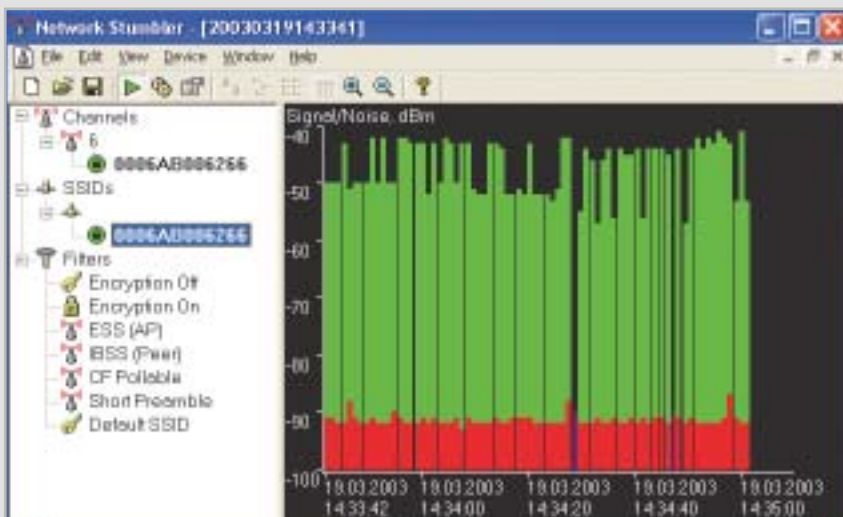 Network Stumbler - [20030319143341]
File Edit View Device Window Help
Channels
6
0006AB006266
SSIDs
0006AB006266
Filters
Encryption Off
Encryption On
ESS (AP)
IBSS (Peer)
CF Pollable
Short Preamble
Default SSID
Signal/Noise, dBm
-40
-50
-60
-70
-80
-90
-100
19.03.2003 19.03.2003 19.03.2003 19.03.2003 19.03.2003
14:33:42 14:34:00 14:34:20 14:34:40 14:35:00